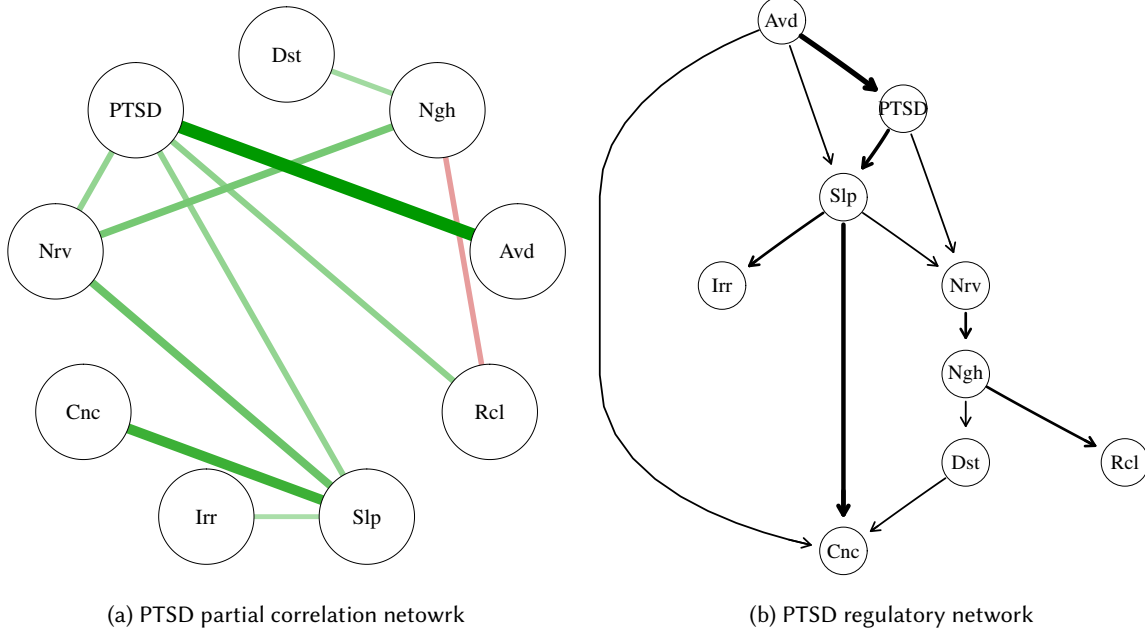 Dst
PTSD
Ngh
Nrv
Avd
Cnc
Rcl
Irr
Slp
(a) PTSD partial correlation netowrk
Avd
PTSD
Slp
Irr
Nrv
Ngh
Dst
Rcl
Cnc
(b) PTSD regulatory network